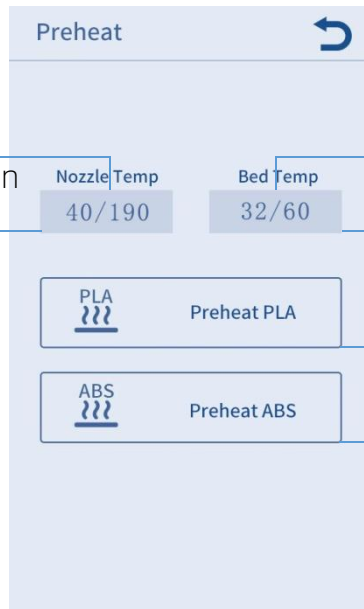 Preheat
n
Nozzle Temp
Bed Temp
40/190
32/60
PLA
Preheat PLA
ABS
Preheat ABS